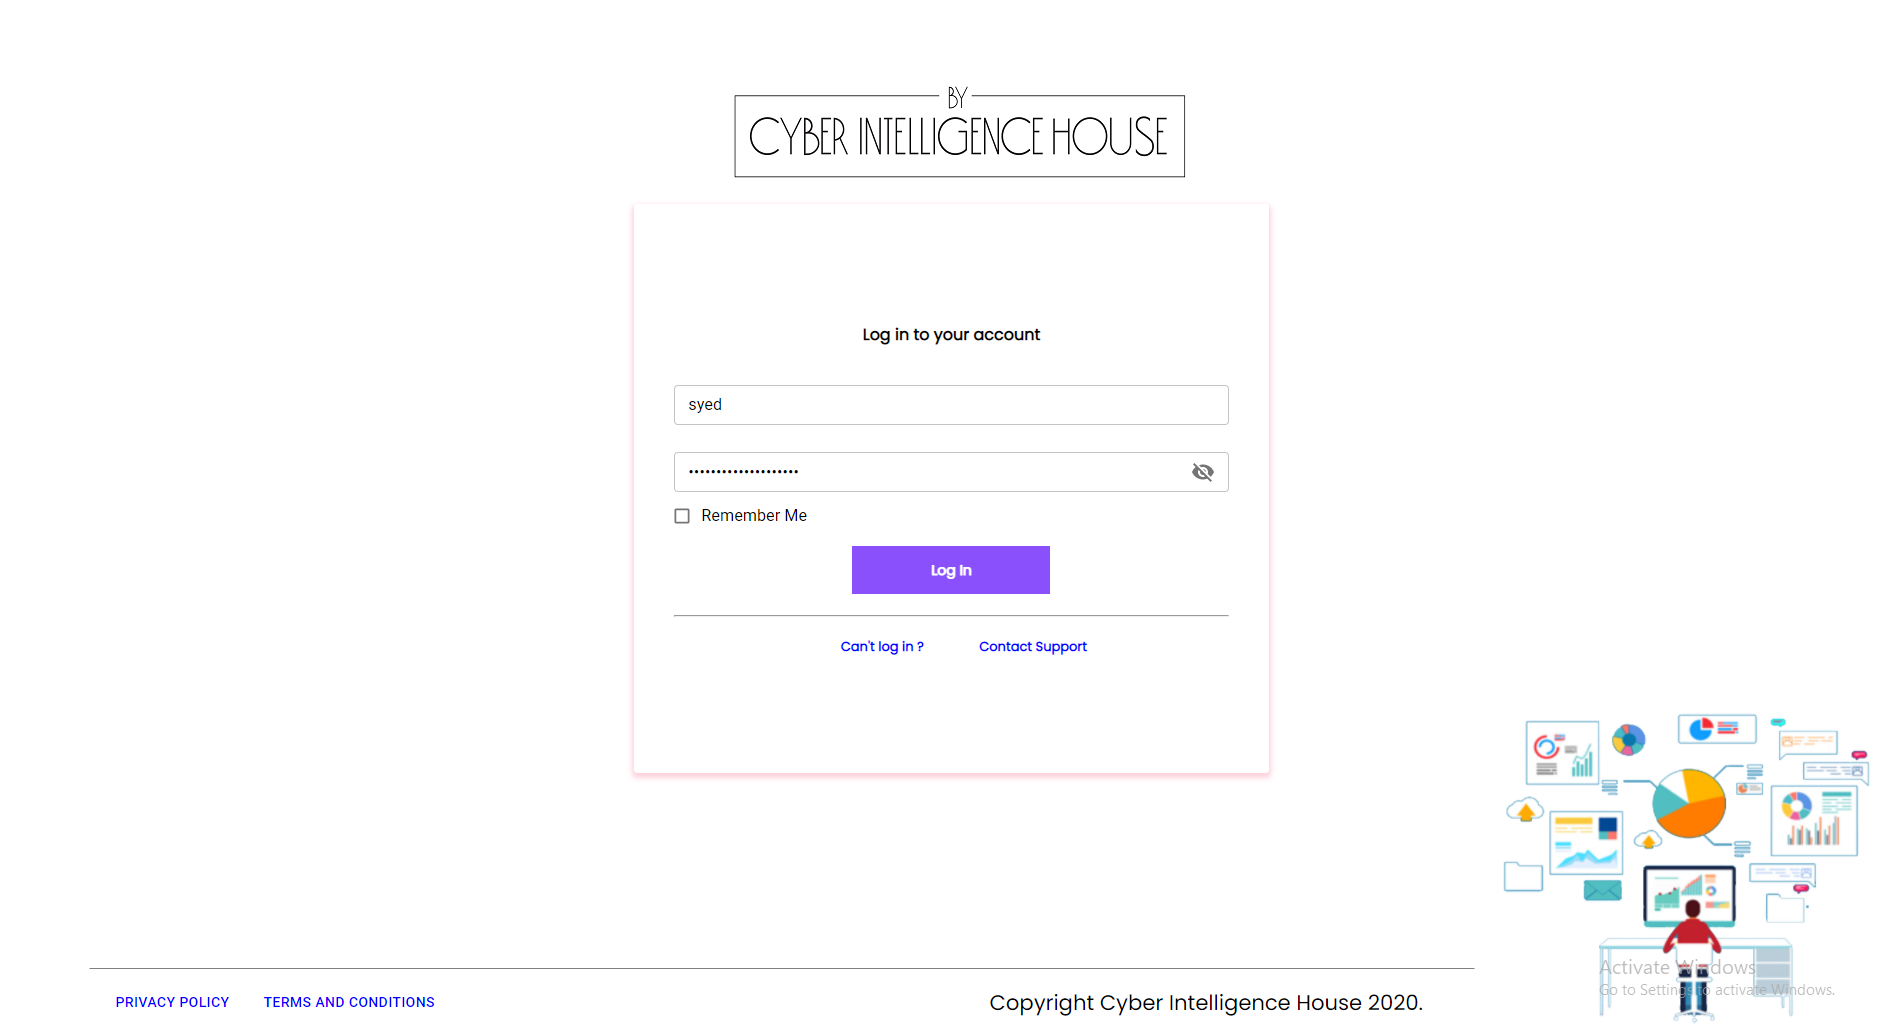 BY
CYBER INTELLIGENCE HOUSE
Log in to your account
syed
••••••••••••••••••••
Remember Me
Log In
Can't log in ?
Contact Support
Activate Windows
Go to Settings to activate Windows.
PRIVACY POLICY
TERMS AND CONDITIONS
Copyright Cyber Intelligence House 2020.